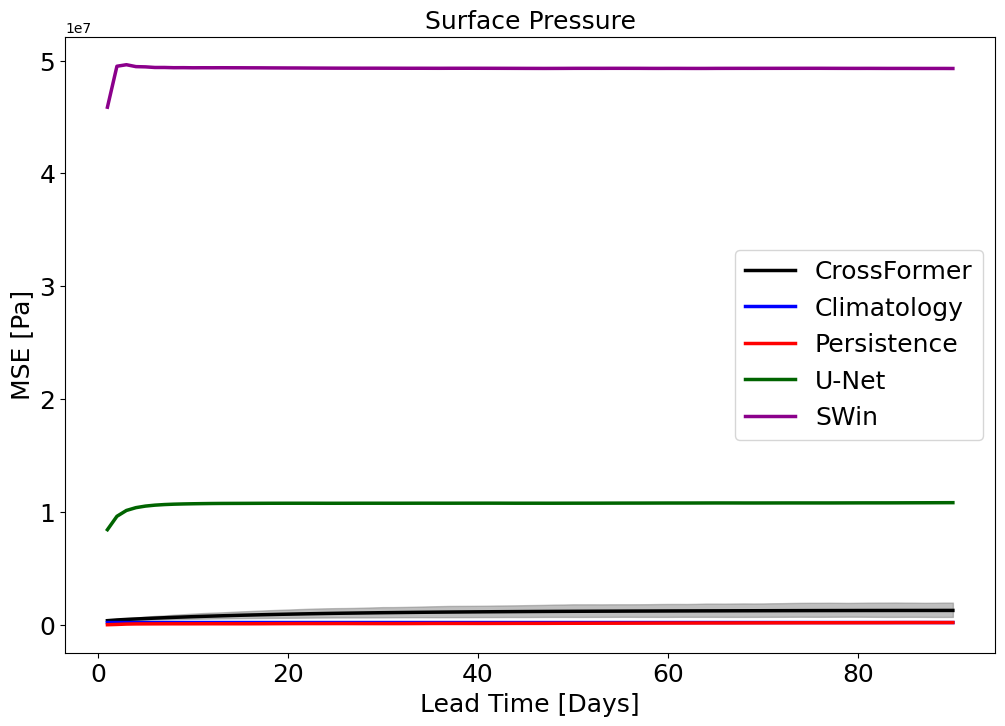 Surface Pressure
1e7
5
4
3
2
1
0
MSE [Pa]
CrossFormer
Climatology
Persistence
U-Net
SWin
0 20 40 60 80
Lead Time [Days]